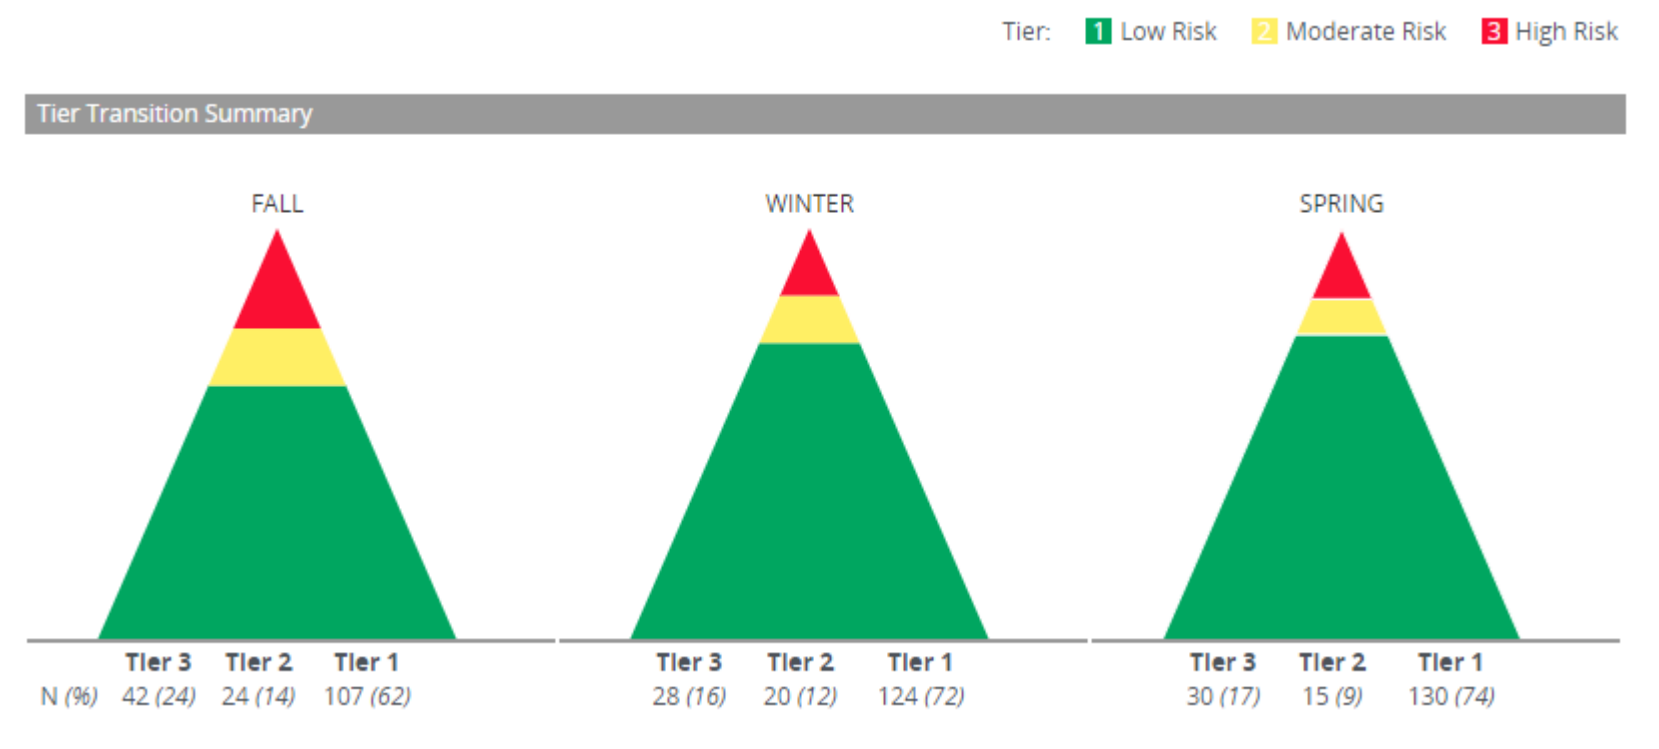 Tier: 1 Low Risk 2 Moderate Risk 3 High Risk
Tier Transition Summary
FALL WINTER SPRING
Tier 3 Tier 2 Tier 1 Tier 3 Tier 2 Tier 1 Tier 3 Tier 2 Tier 1
N (%) 42 (24) 24 (14) 107 (62) 28 (16) 20 (12) 124 (72) 30 (17) 15 (9) 130 (74)